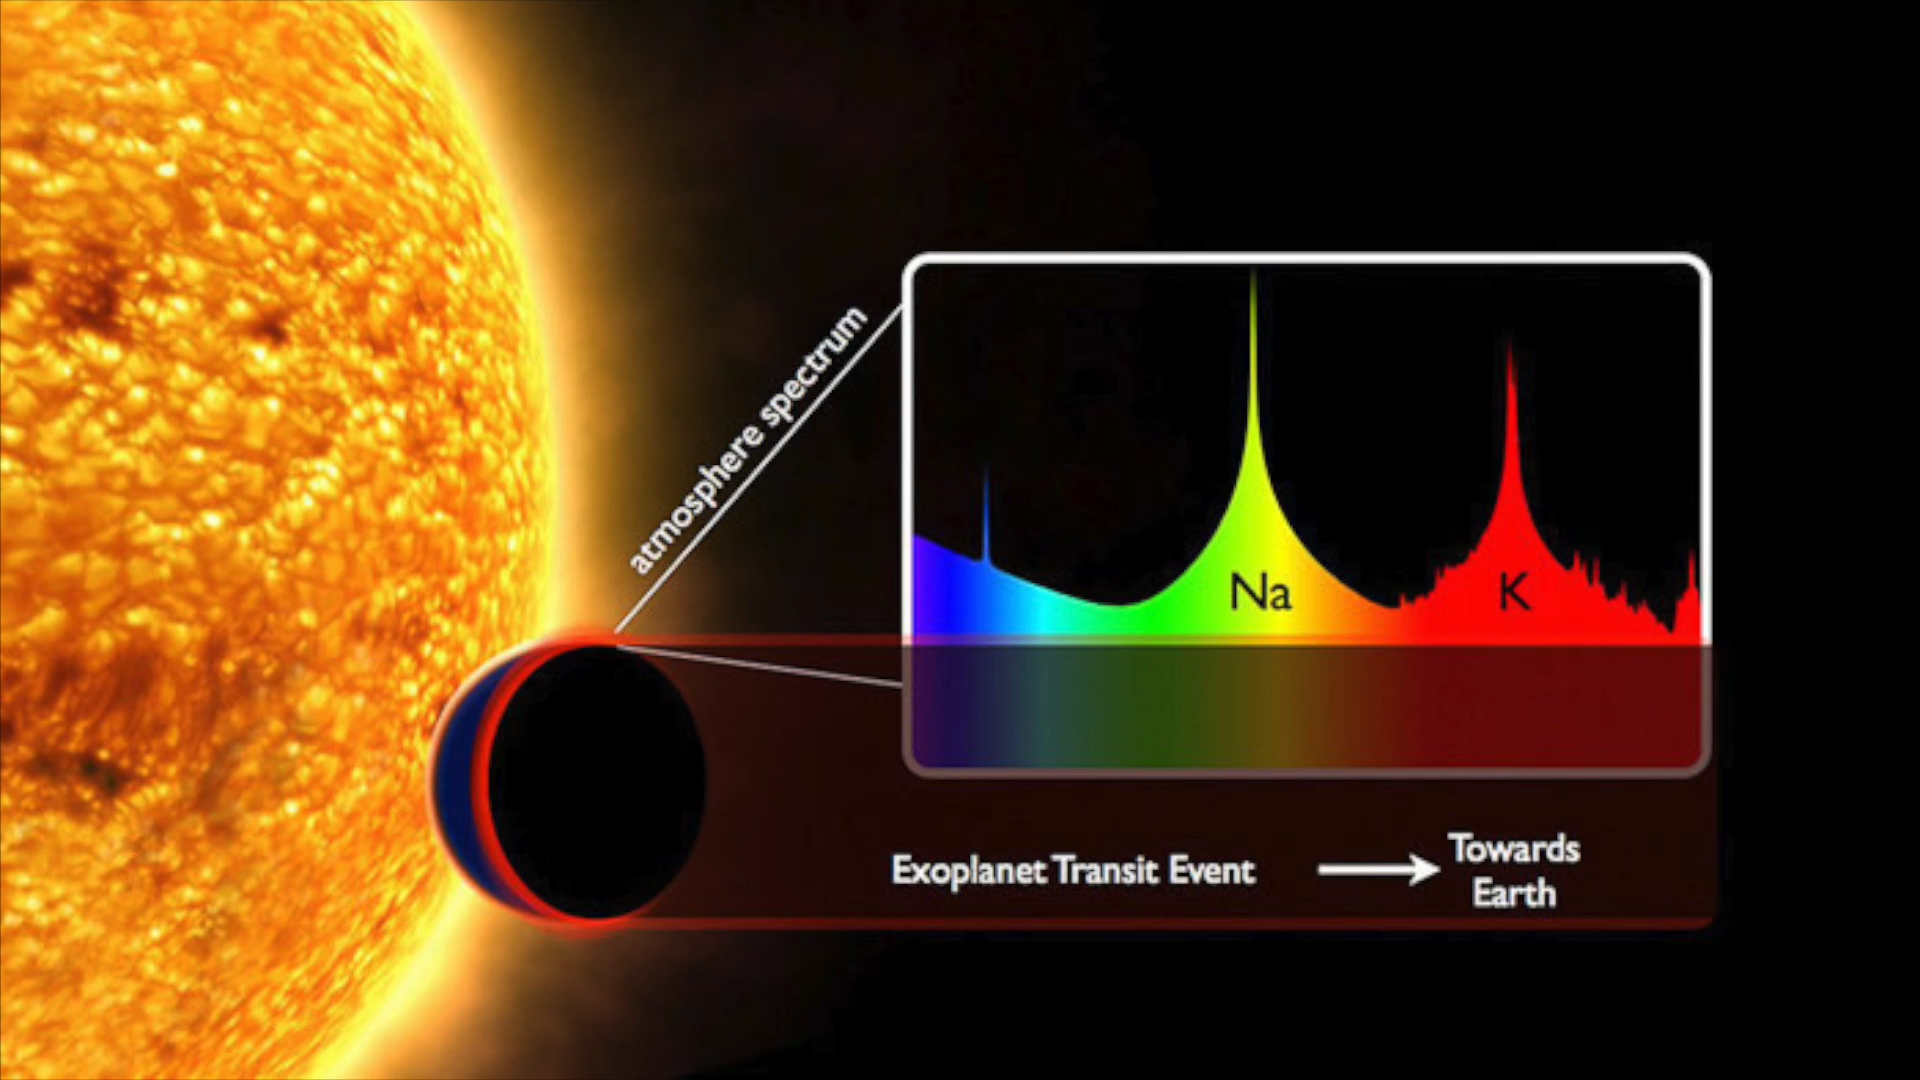 atmosphere spectrum
Na
K
Exoplanet Transit Event
Towards
Earth